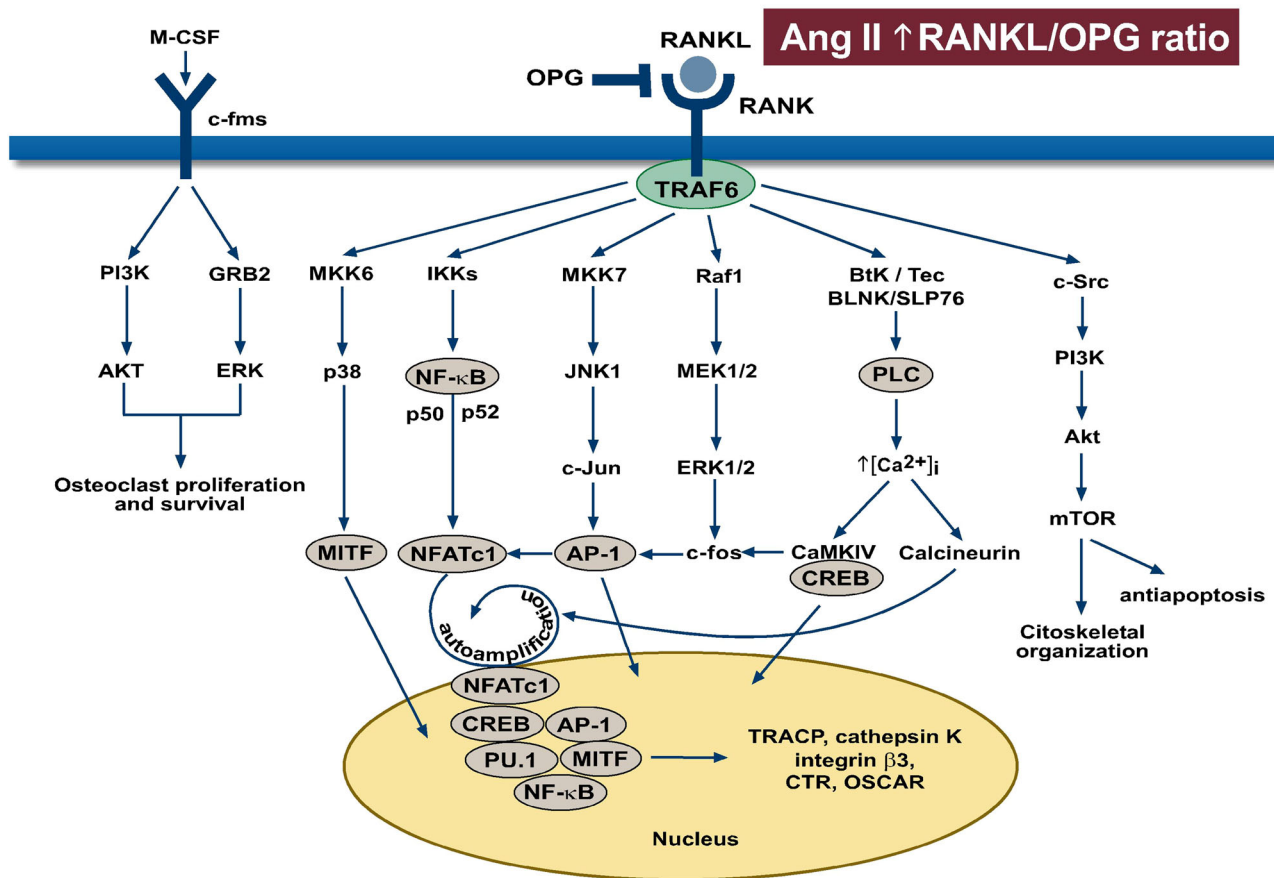 Ang II ↑RANKL/OPG ratio
M-CSF
RANKL
OPG
RANK
c-fms
TRAF6
PI3K
GRB2
MKK6
IKKs
MKK7
Raf1
BtK / Tec
BLNK/SLP76
c-Src
AKT
ERK
p38
NF-κB
JNK1
MEK1/2
PLC
PI3K
p50
p52
Akt
Osteoclast proliferation
and survival
c-Jun
ERK1/2
↑[Ca2+]i
mTOR
MITF
NFATc1
AP-1
c-fos
CaMKIV
CREB
Calcineurin
antiapoptosis
Citoskeletal
organization
autoamplification
NFATc1
CREB
AP-1
PU.1
MITF
NF-κB
TRACP, cathepsin K
integrin β3,
CTR, OSCAR
Nucleus